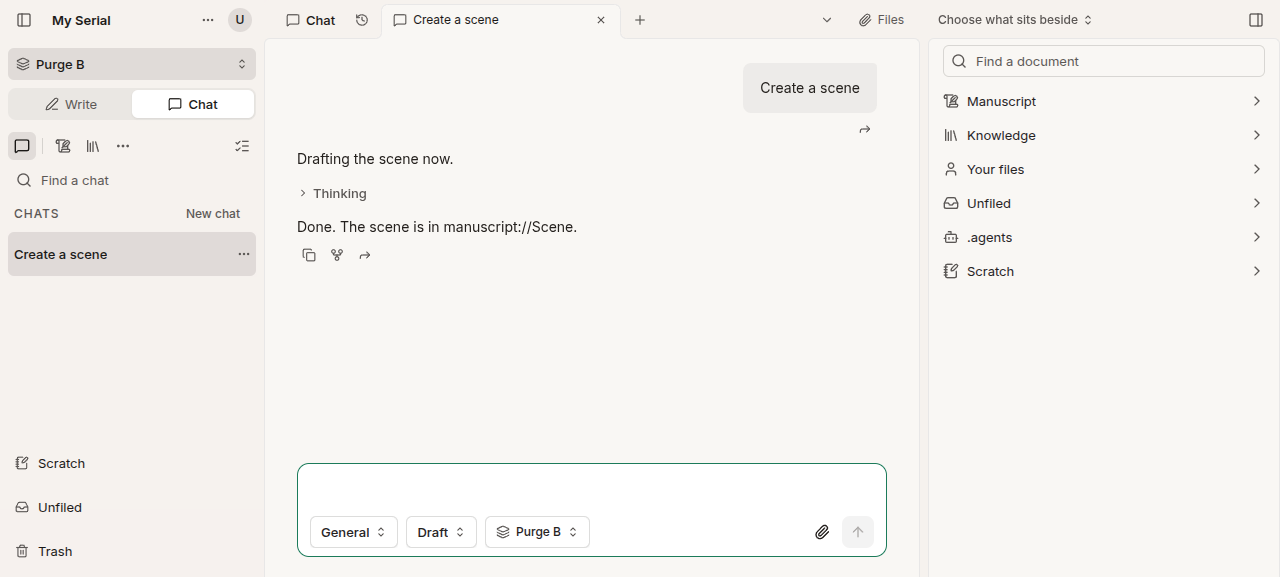 My Serial
U
Purge B
Write
Chat
Find a chat
CHATS
New chat
Create a scene
Scratch
Unfiled
Trash
Chat
Create a scene
Files
Create a scene
Drafting the scene now.
Thinking
Done. The scene is in manuscript://Scene.
General
Draft
Purge B
Choose what sits beside
Find a document
Manuscript
Knowledge
Your files
Unfiled
.agents
Scratch